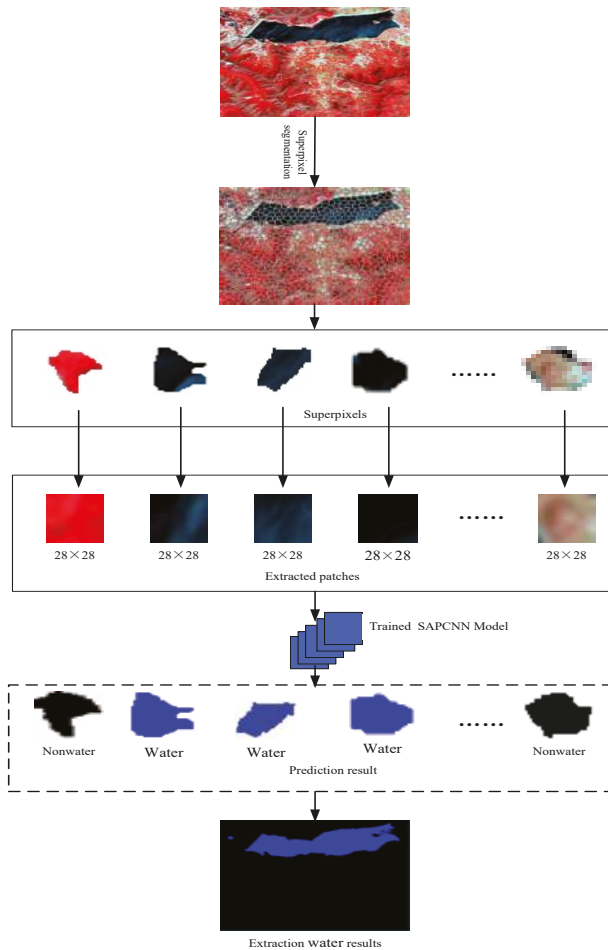 Superpixel
segmentation
......
Superpixels
......
28×28 28×28 28×28 28×28 28×28
Extracted patches
Trained SAPCNN Model
......
Nonwater Water Water Water Nonwater
Prediction result
Extraction water results